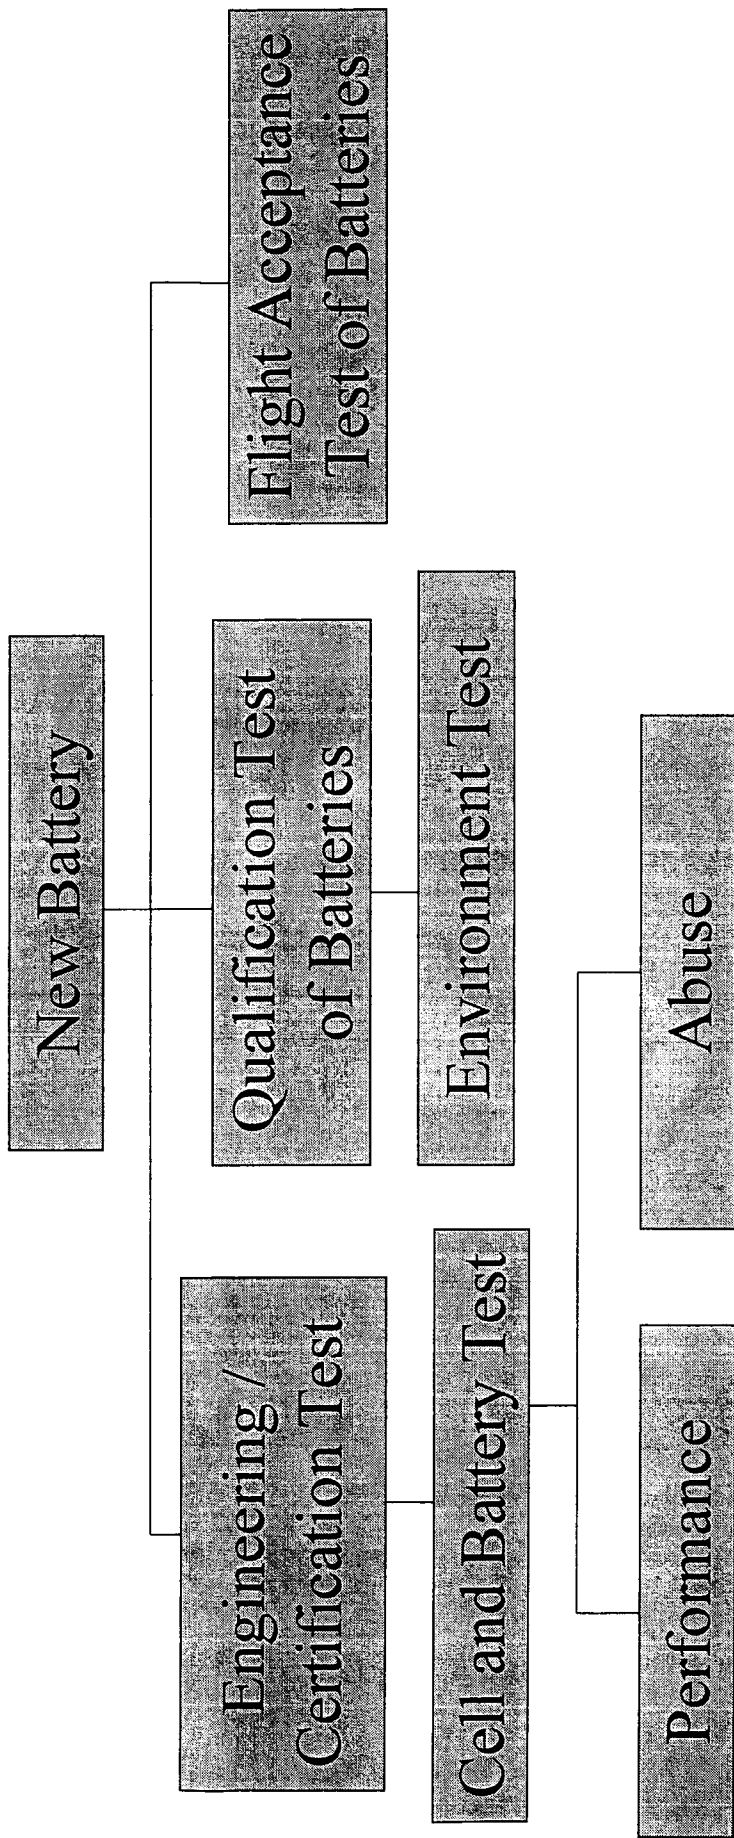 New Battery
Engineering /
Certification Test
Qualification Test
of Batteries
Flight Acceptance
Test of Batteries
Cell and Battery Test
Environment Test
Performance
Abuse